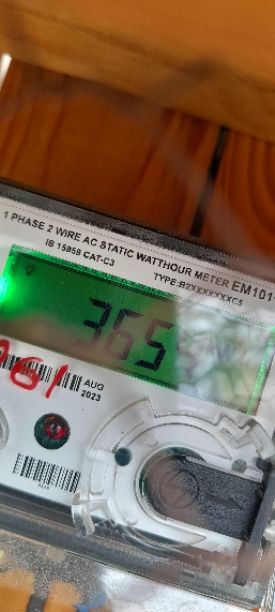 1 PHASE 2 WIRE AC STATIC WATTHOUR METER EM101
IS 15959 CAT-C3
TYPE:B2XXXXXXXC5
365
AUG
2023